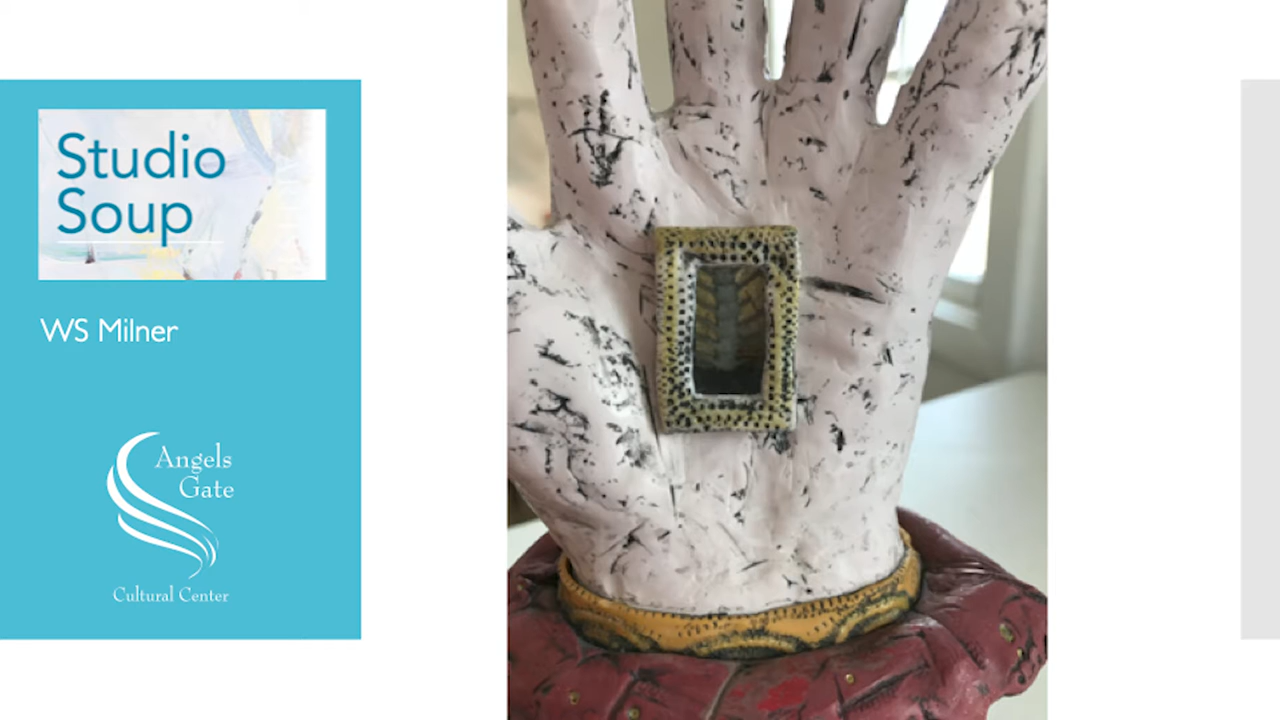 Studio
Soup
WS Milner
Angels
Gate
Cultural Center